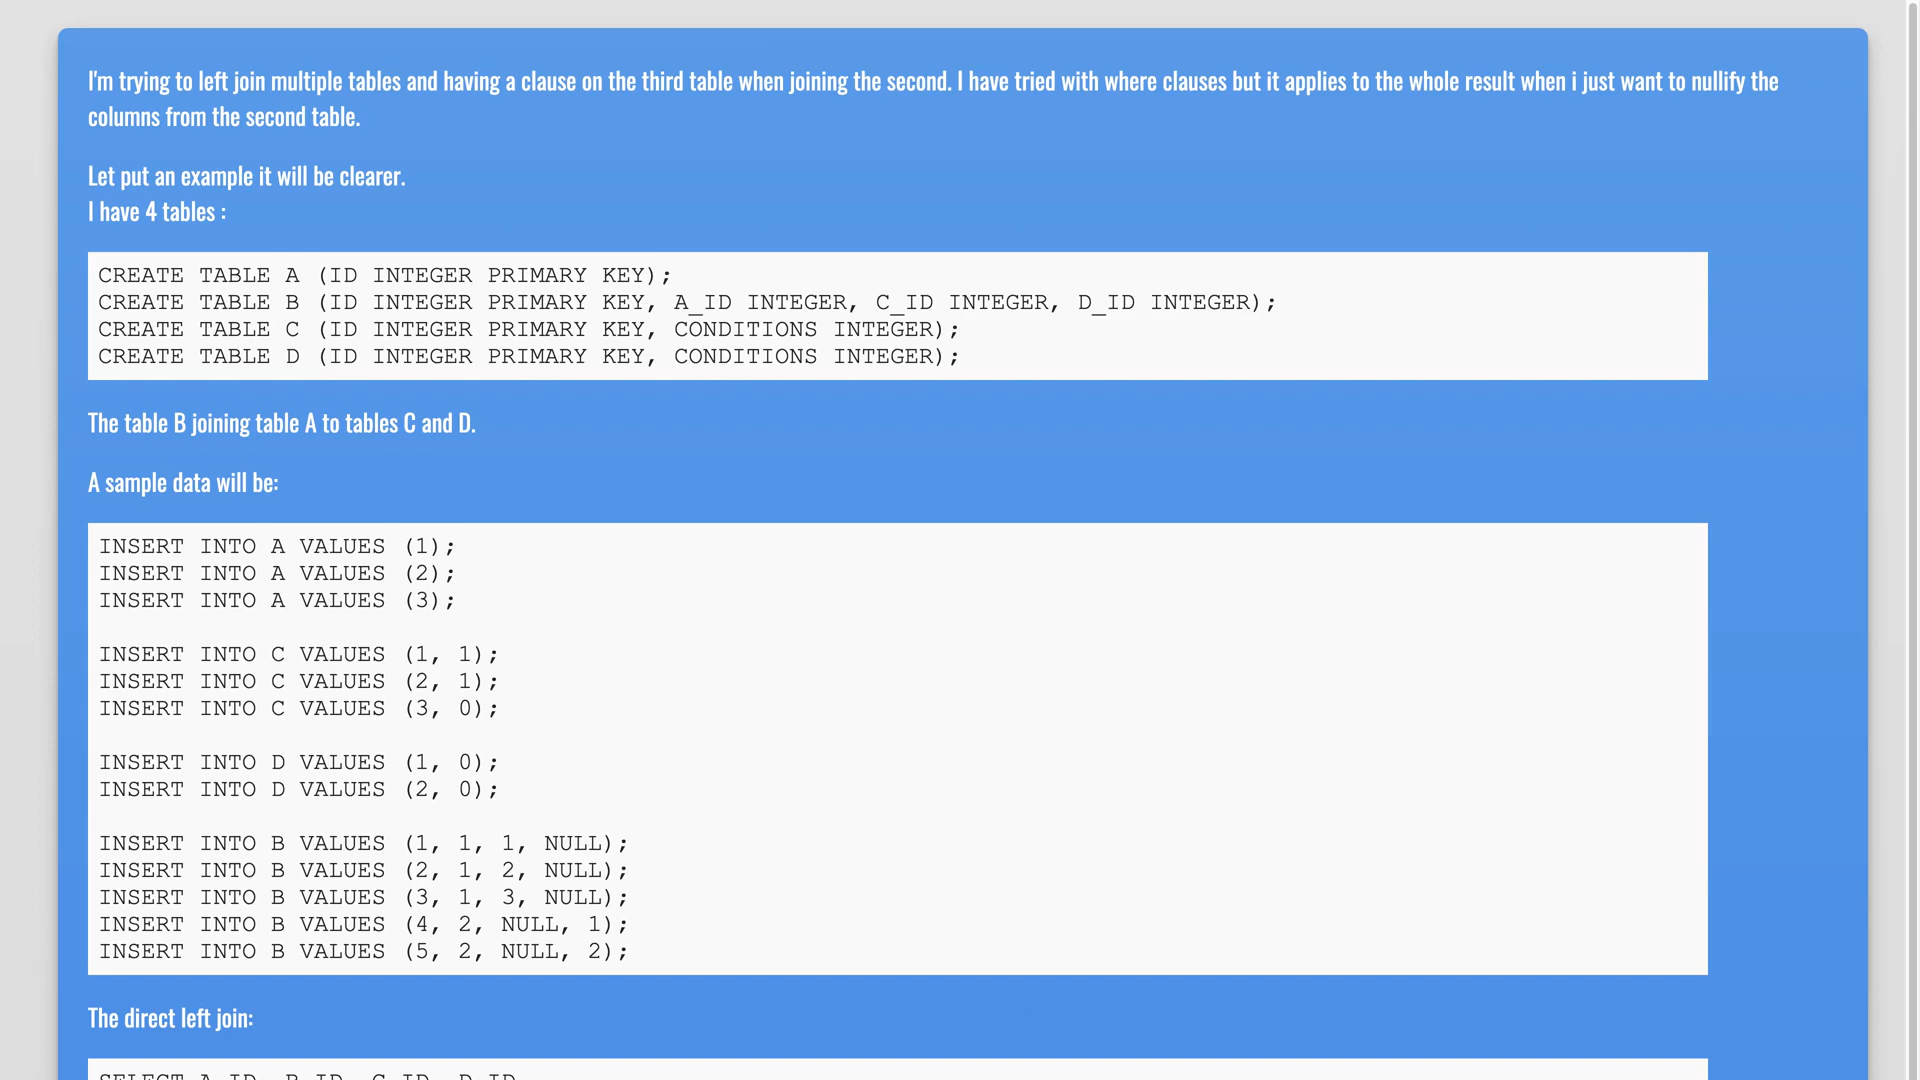 I'm trying to left join multiple tables and having a clause on the third table when joining the second. I have tried with where clauses but it applies to the whole result when i just want to nullify the
columns from the second table.
Let put an example it will be clearer.
I have 4 tables :
CREATE TABLE A (ID INTEGER PRIMARY KEY);
CREATE TABLE B (ID INTEGER PRIMARY KEY, A_ID INTEGER, C_ID INTEGER, D_ID INTEGER);
CREATE TABLE C (ID INTEGER PRIMARY KEY, CONDITIONS INTEGER);
CREATE TABLE D (ID INTEGER PRIMARY KEY, CONDITIONS INTEGER);
The table B joining table A to tables C and D.
A sample data will be:
INSERT INTO A VALUES (1);
INSERT INTO A VALUES (2);
INSERT INTO A VALUES (3);
INSERT INTO C VALUES (1, 1);
INSERT INTO C VALUES (2, 1);
INSERT INTO C VALUES (3, 0);
INSERT INTO D VALUES (1, 0);
INSERT INTO D VALUES (2, 0);
INSERT INTO B VALUES (1, 1, 1, NULL);
INSERT INTO B VALUES (2, 1, 2, NULL);
INSERT INTO B VALUES (3, 1, 3, NULL);
INSERT INTO B VALUES (4, 2, NULL, 1);
INSERT INTO B VALUES (5, 2, NULL, 2);
The direct left join: